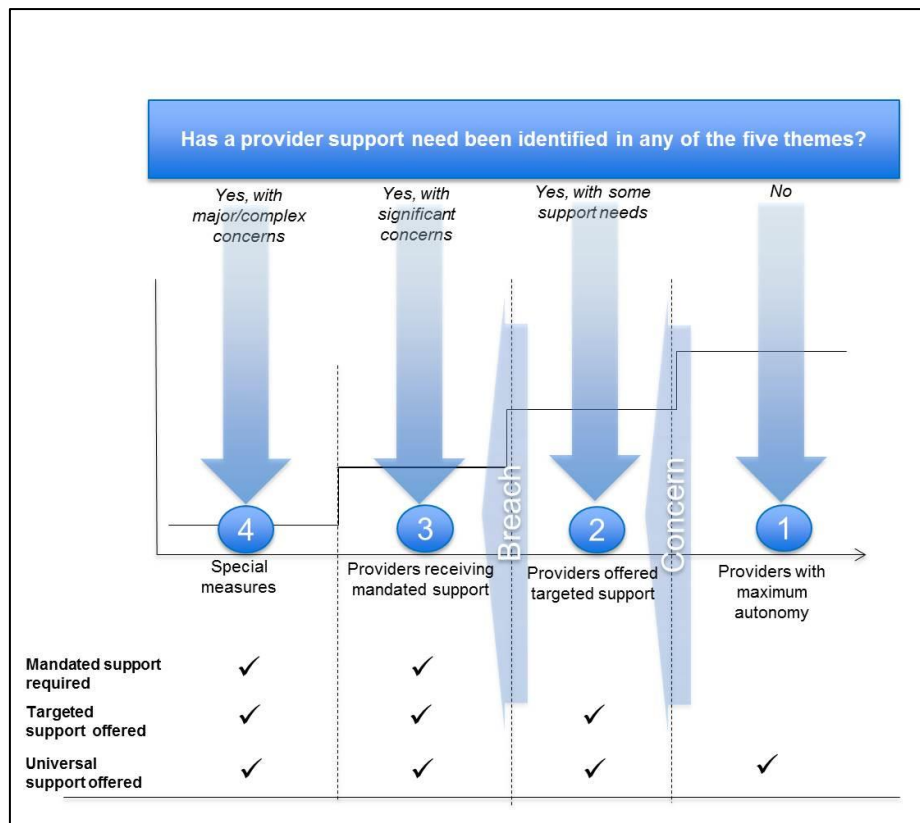 Has a provider support need been identified in any of the five themes?
Yes, with
major/complex
concerns
Yes, with
significant
concerns
Yes, with some
support needs
No
Breach
Concern
4
3
2
1
Special
measures
Providers receiving
mandated support
Providers offered
targeted support
Providers with
maximum
autonomy
Mandated support
required
Targeted
support offered
Universal
support offered